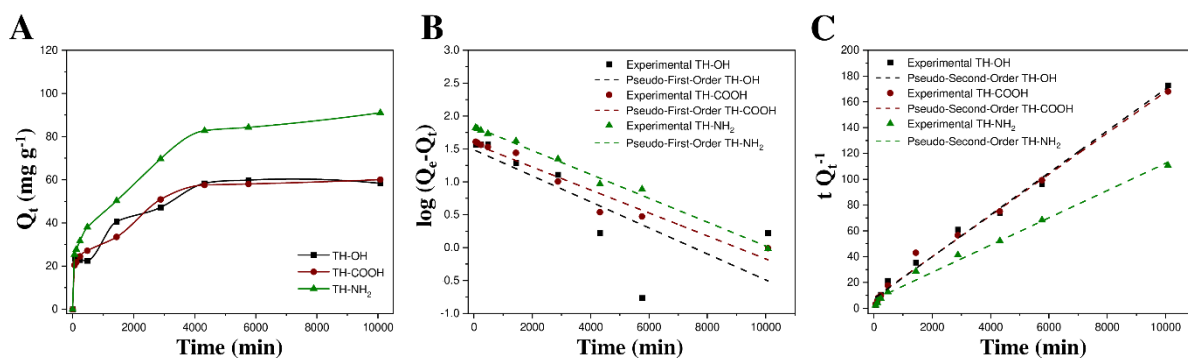 A
Q_t (mg g⁻¹)
120
100
80
60
40
20
0
TH-OH
TH-COOH
TH-NH₂
0 2000 4000 6000 8000 10000
Time (min)
B
log (Q_e-Q_t)
3.0
2.5
2.0
1.5
1.0
0.5
0.0
0.5
-1.0
Experimental TH-OH
Pseudo-First-Order TH-OH
Experimental TH-COOH
Pseudo-First-Order TH-COOH
Experimental TH-NH₂
Pseudo-First-Order TH-NH₂
0 2000 4000 6000 8000 10000
Time (min)
C
t Q_t⁻¹
200
180
160
140
120
100
80
60
40
20
0
Experimental TH-OH
Pseudo-Second-Order TH-OH
Experimental TH-COOH
Pseudo-Second-Order TH-COOH
Experimental TH-NH₂
Pseudo-Second-Order TH-NH₂
0 2000 4000 6000 8000 10000
Time (min)